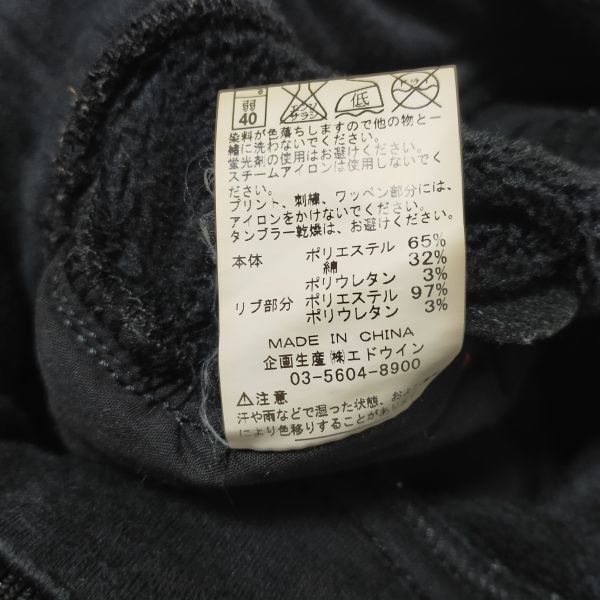 弱
40
エンソ
サラシ
低
ドライ
染料が色落ちしますので他の物と一
緒に洗わないでください。
蛍光剤の使用はお避けください。
スチームアイロンは使用しないでく
ださい。
プリント、刺繍、ワッペン部分には、
アイロンをかけないでください。
タンブラー乾燥は、お避けください。
本体 ポリエステル 65%
綿 32%
ポリウレタン 3%
リブ部分 ポリエステル 97%
ポリウレタン 3%
MADE IN CHINA
企画生産㈱エドウイン
03-5604-8900
⚠注意
汗や雨などで湿った状態、およ
により色移りすることがあり